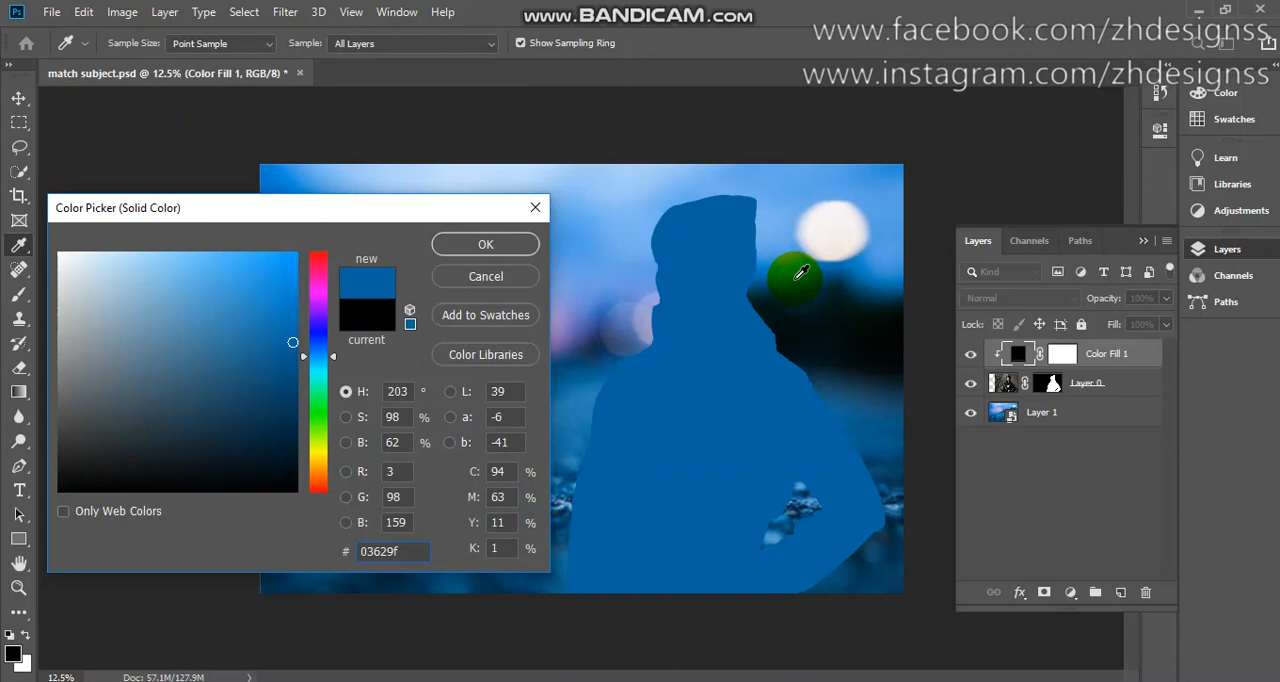 Ps File Edit Image Layer Type Select Filter 3D View Window Help
www.BANDICAM.com
www.facebook.com/zhdesignss
Sample Size: Point Sample Sample: All Layers Show Sampling Ring
match subject.psd @ 12.5% (Color Fill 1, RGB/8) * ×
www.instagram.com/zhdesignss
Color
Swatches
Learn
Libraries
Adjustments
Layers
Channels
Paths
Color Picker (Solid Color)
new
current
OK
Cancel
Add to Swatches
Color Libraries
H: 203 ° L: 39
S: 98 % a: -6
B: 62 % b: -41
R: 3 C: 94 %
G: 98 M: 63 %
B: 159 Y: 11 %
# 03629f K: 1 %
Only Web Colors
Layers Channels Paths
Kind
Normal Opacity: 100%
Lock: Fill: 100%
Color Fill 1
Layer 0
Layer 1
fx
12.5% Doc: 57.1M/127.9M